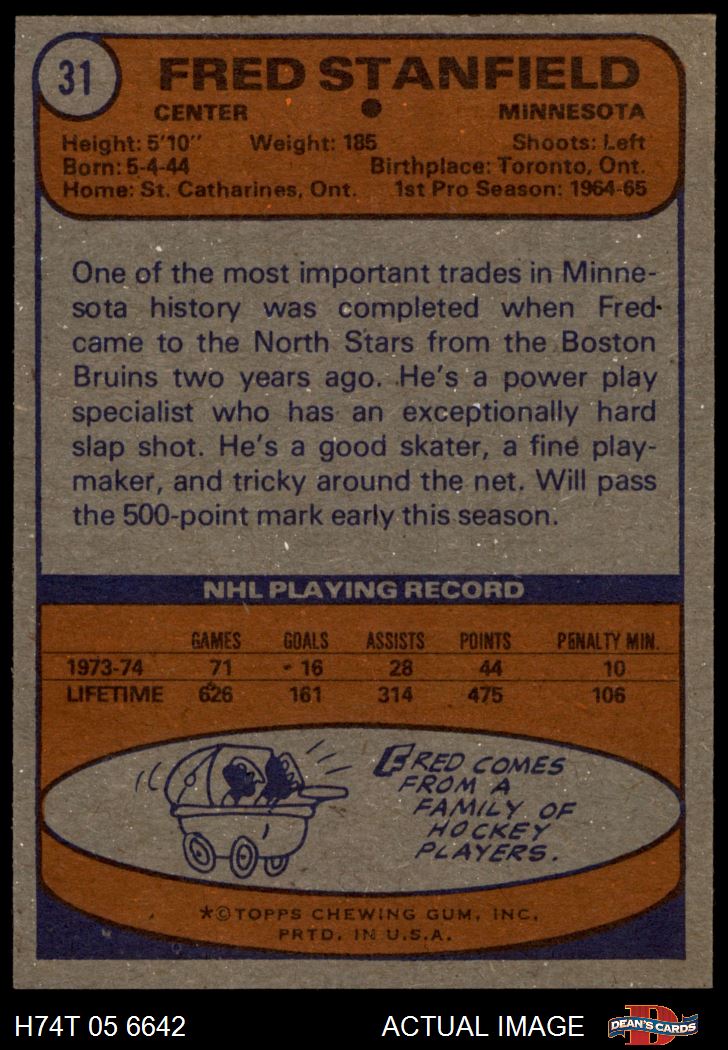 31
FRED STANFIELD
CENTER ● MINNESOTA
Height: 5'10" Weight: 185 Shoots: Left
Born: 5-4-44 Birthplace: Toronto, Ont.
Home: St. Catharines, Ont. 1st Pro Season: 1964-65
One of the most important trades in Minne-
sota history was completed when Fred
came to the North Stars from the Boston
Bruins two years ago. He's a power play
specialist who has an exceptionally hard
slap shot. He's a good skater, a fine play-
maker, and tricky around the net. Will pass
the 500-point mark early this season.
NHL PLAYING RECORD
GAMES GOALS ASSISTS POINTS PENALTY MIN.
1973-74 71 16 28 44 10
LIFETIME 626 161 314 475 106
FRED COMES
FROM A
FAMILY OF
HOCKEY
PLAYERS.
*©TOPPS CHEWING GUM, INC.
PRTD. IN U.S.A.
H74T 05 6642 ACTUAL IMAGE D DEAN'S CARDS